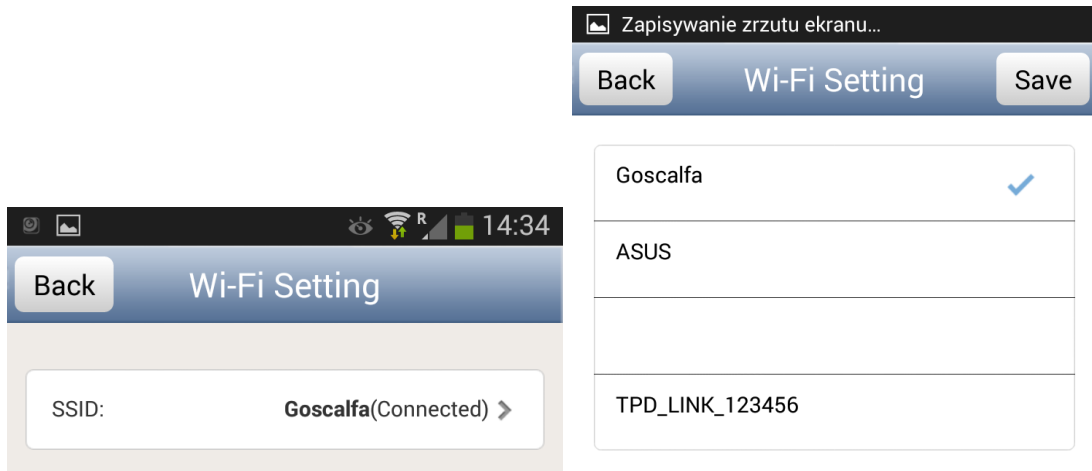 R 14:34
Back Wi-Fi Setting
SSID: Goscalfa(Connected)
Zapisywanie zrzutu ekranu...
Back Wi-Fi Setting Save
Goscalfa
ASUS
TPD_LINK_123456